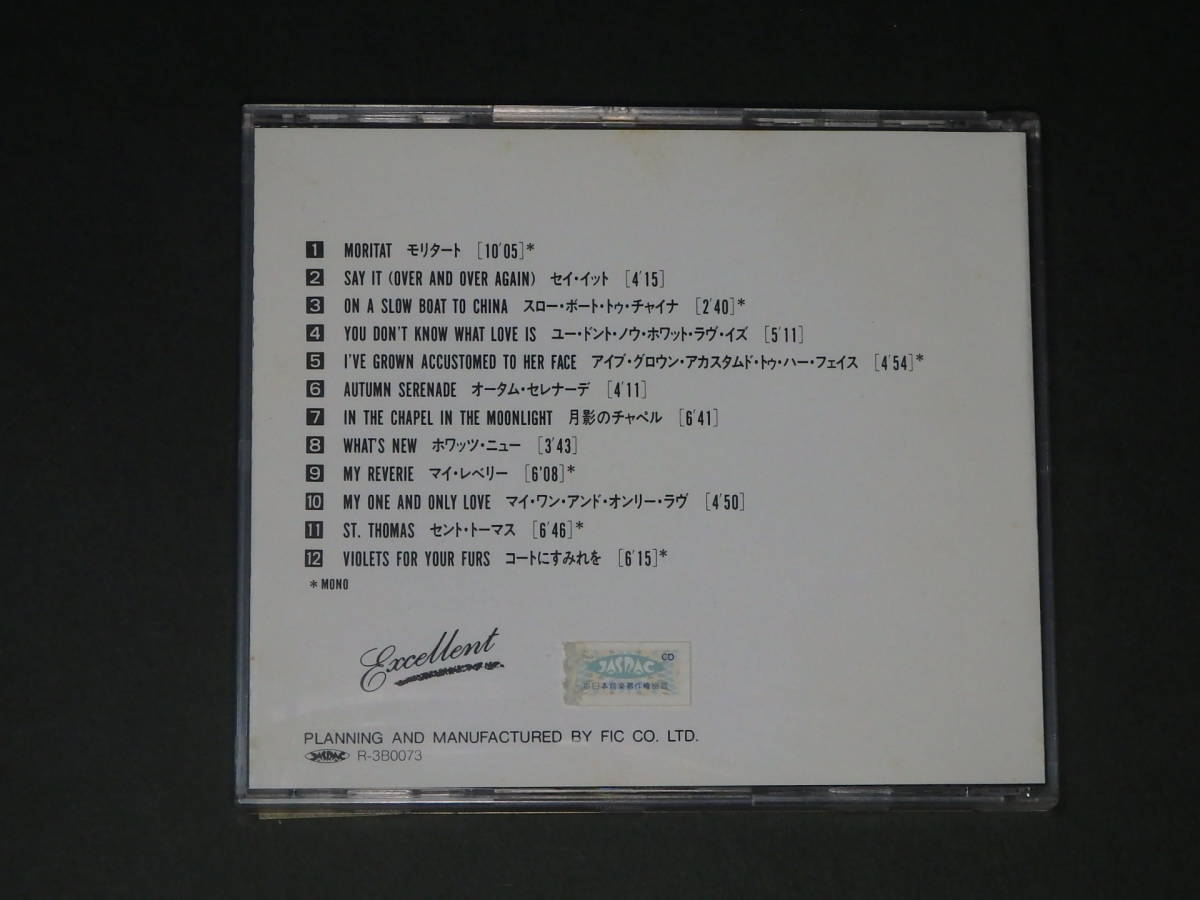 1 MORITAT モリタート [10'05]*
2 SAY IT (OVER AND OVER AGAIN) セイ・イット [4'15]
3 ON A SLOW BOAT TO CHINA スロー・ボート・トゥ・チャイナ [2'40]*
4 YOU DON'T KNOW WHAT LOVE IS ユー・ドント・ノウ・ホワット・ラヴ・イズ [5'11]
5 I'VE GROWN ACCUSTOMED TO HER FACE アイブ・グロウン・アカスタムド・トゥ・ハー・フェイス [4'54]*
6 AUTUMN SERENADE オータム・セレナーデ [4'11]
7 IN THE CHAPEL IN THE MOONLIGHT 月影のチャペル [6'41]
8 WHAT'S NEW ホワッツ・ニュー [3'43]
9 MY REVERIE マイ・レベリー [6'08]*
10 MY ONE AND ONLY LOVE マイ・ワン・アンド・オンリー・ラヴ [4'50]
11 ST. THOMAS セント・トーマス [6'46]*
12 VIOLETS FOR YOUR FURS コートにすみれを [6'15]*
*MONO
Excellent
CD
JASRAC
PLANNING AND MANUFACTURED BY FIC CO. LTD.
JASRAC R-3B0073